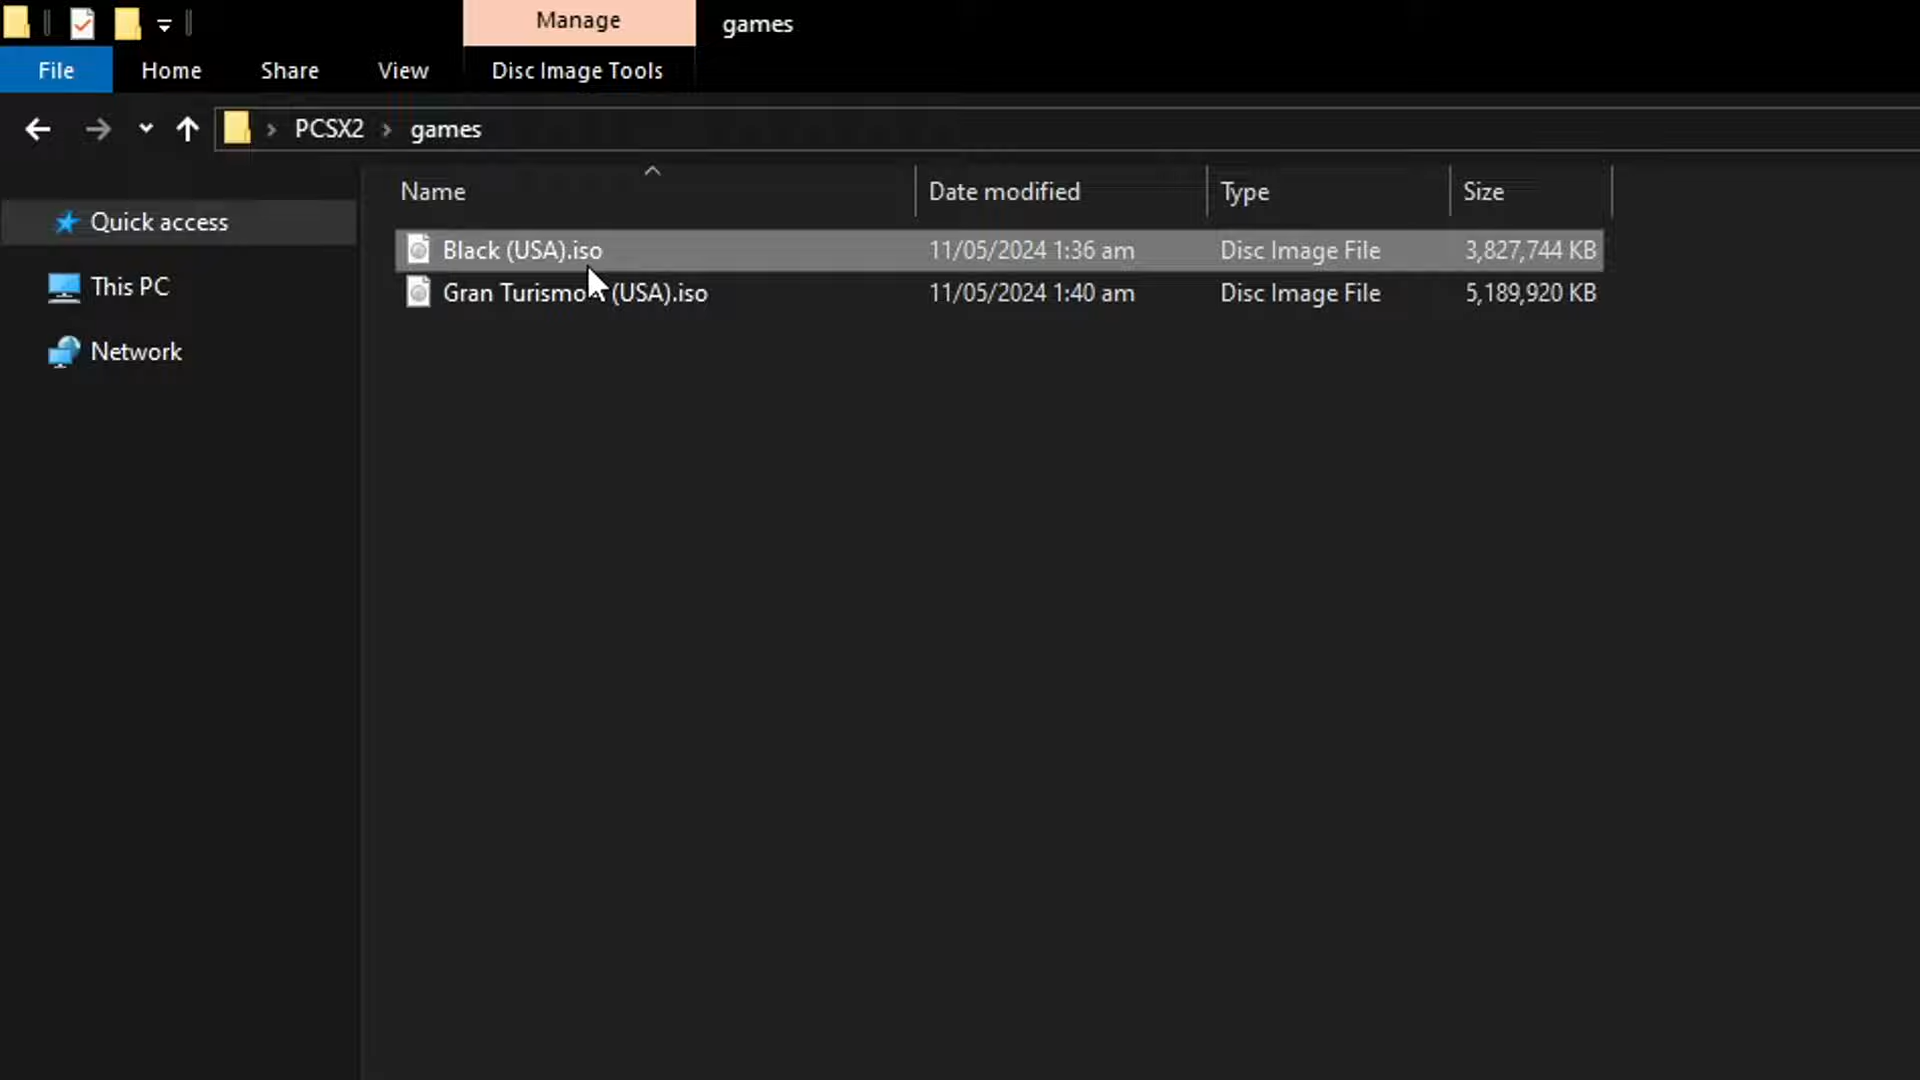 Manage
games
File
Home
Share
View
Disc Image Tools
PCSX2
games
Name
Date modified
Type
Size
Quick access
This PC
Network
Black (USA).iso
11/05/2024 1:36 am
Disc Image File
3,827,744 KB
Gran Turismo (USA).iso
11/05/2024 1:40 am
Disc Image File
5,189,920 KB